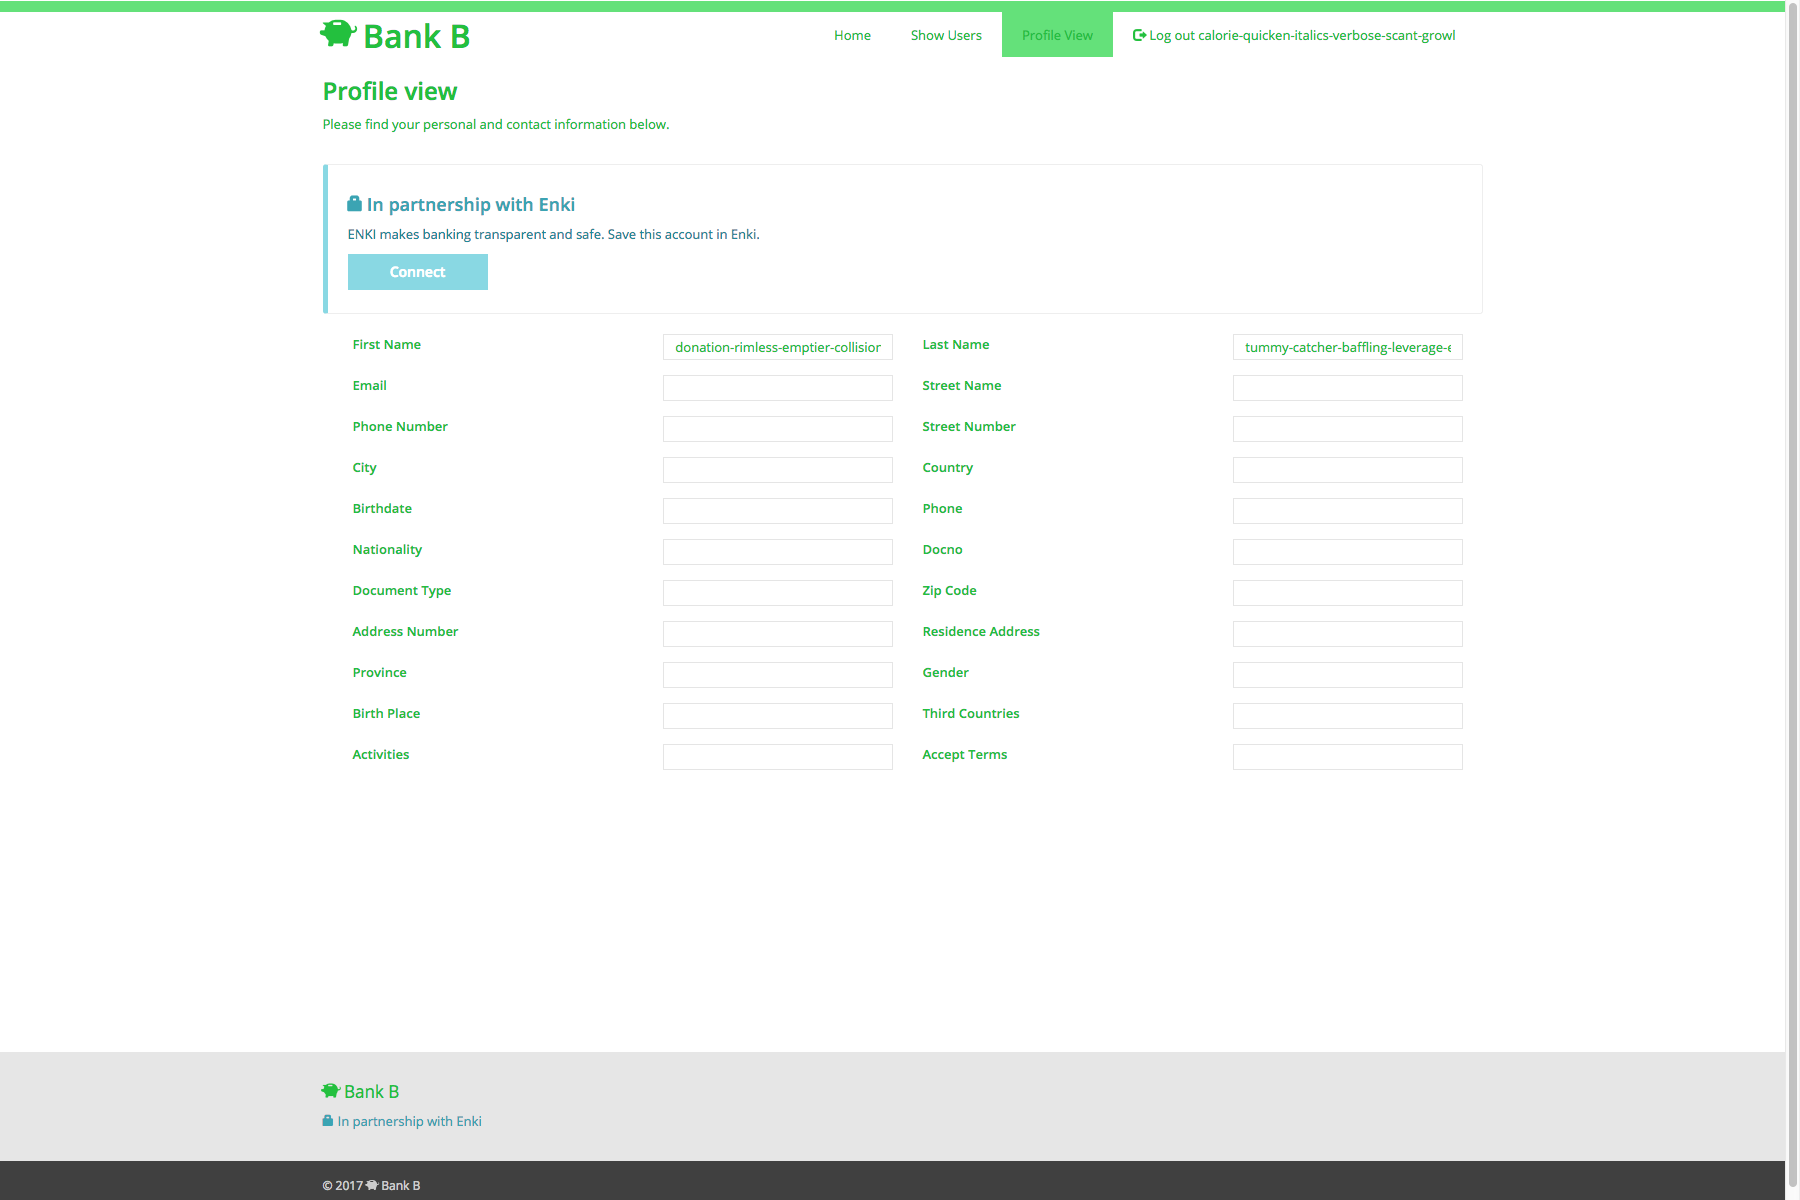 Bank B
Home Show Users Profile View Log out calorie-quicken-italics-verbose-scant-growl
Profile view
Please find your personal and contact information below.
In partnership with Enki
ENKI makes banking transparent and safe. Save this account in Enki.
Connect
First Name donation-rimless-emptier-collision Last Name tummy-catcher-baffling-leverage-e
Email Street Name
Phone Number Street Number
City Country
Birthdate Phone
Nationality Docno
Document Type Zip Code
Address Number Residence Address
Province Gender
Birth Place Third Countries
Activities Accept Terms
Bank B
In partnership with Enki
© 2017 Bank B